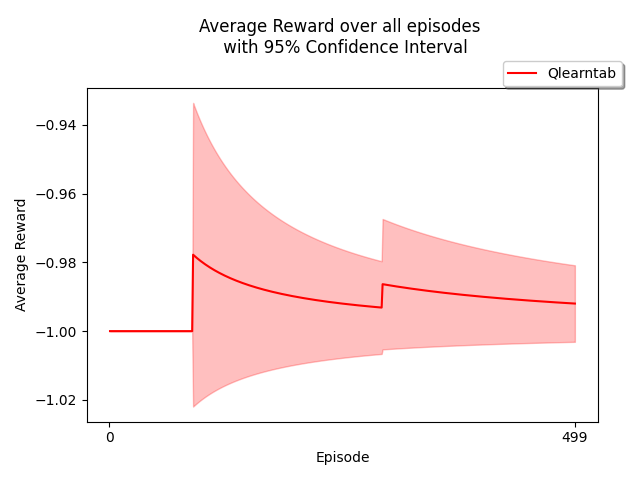 Average Reward over all episodes
with 95% Confidence Interval
Qlearntab
Average Reward
−0.94
−0.96
−0.98
−1.00
−1.02
0
499
Episode